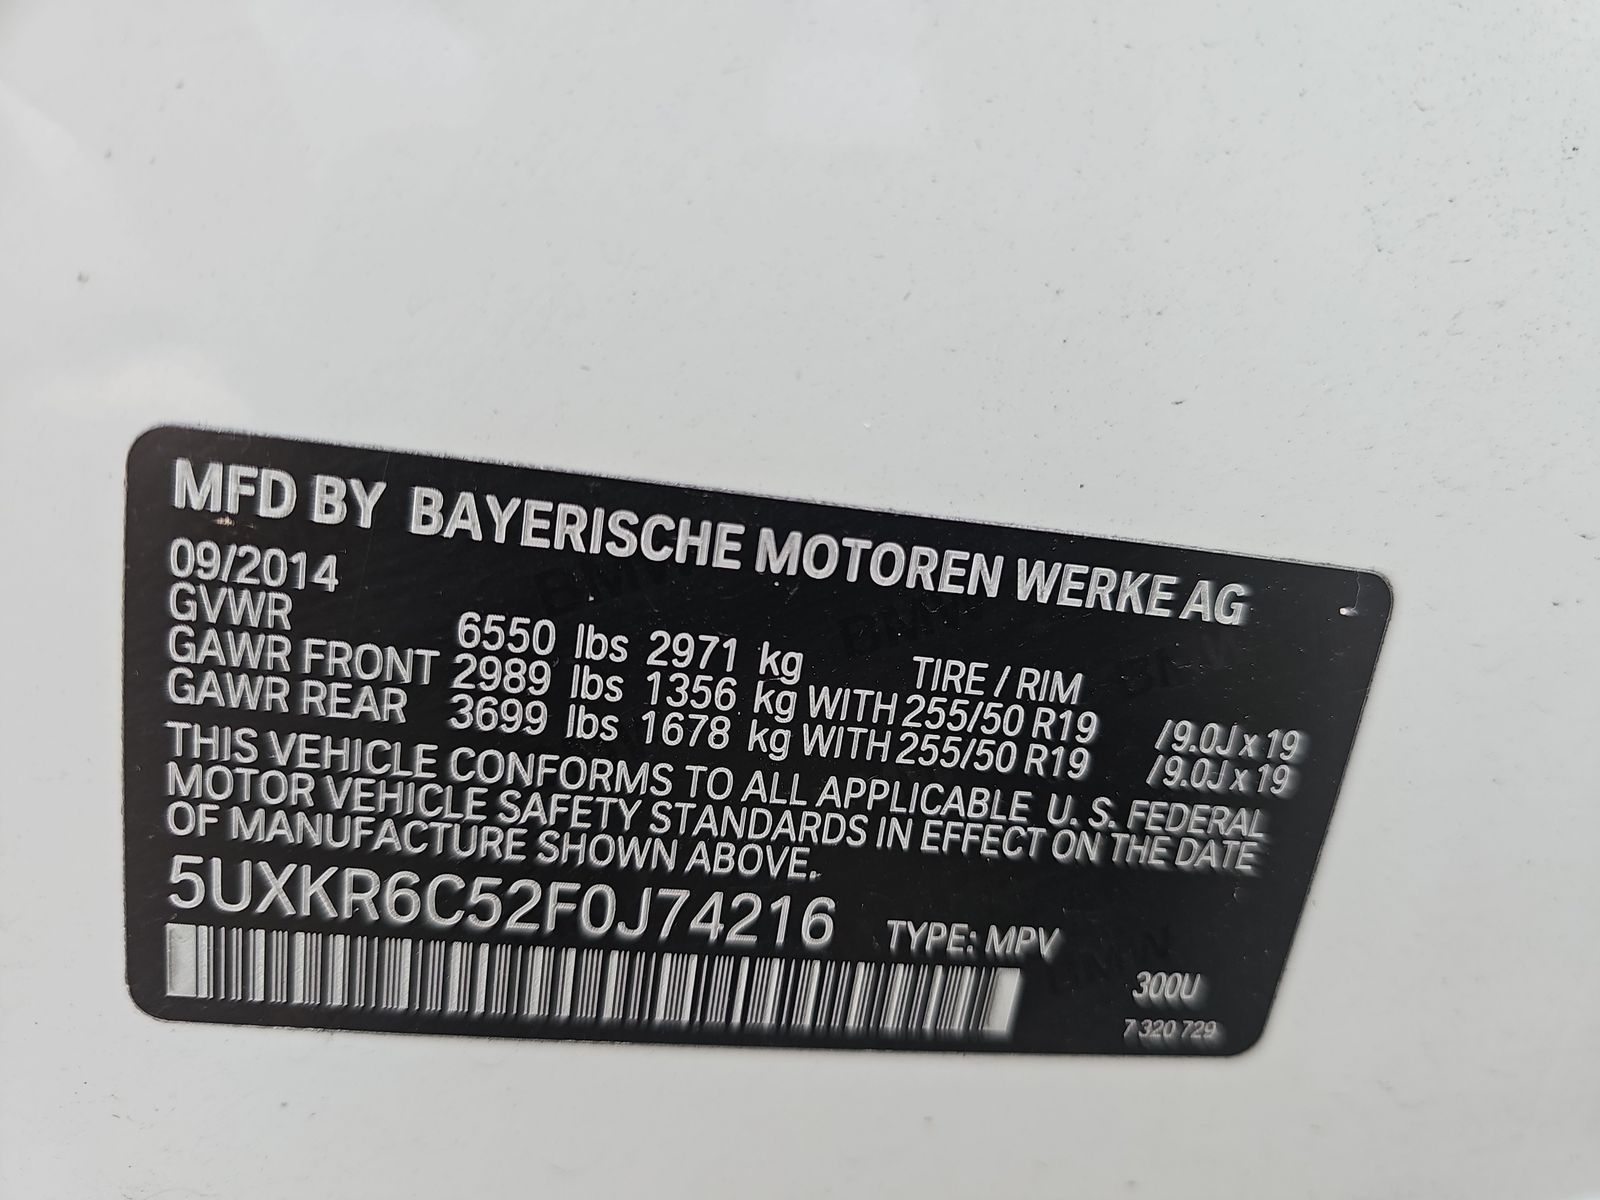 MFD BY BAYERISCHE MOTOREN WERKE AG
09/2014
GVWR 6550 lbs 2971 kg TIRE / RIM
GAWR FRONT 2989 lbs 1356 kg WITH 255/50 R19 /9.0J x 19
GAWR REAR 3699 lbs 1678 kg WITH 255/50 R19 /9.0J x 19
THIS VEHICLE CONFORMS TO ALL APPLICABLE U. S. FEDERAL
MOTOR VEHICLE SAFETY STANDARDS IN EFFECT ON THE DATE
OF MANUFACTURE SHOWN ABOVE.
5UXKR6C52F0J74216 TYPE: MPV
300U
7 320 729